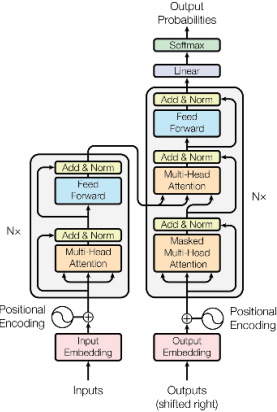 Output
Probabilities
Softmax
Linear
Add & Norm
Feed
Forward
Add & Norm
Multi-Head
Attention
Add & Norm
Masked
Multi-Head
Attention
N×
Positional
Encoding
Output
Embedding
Outputs
(shifted right)
Add & Norm
Feed
Forward
Add & Norm
Multi-Head
Attention
N×
Positional
Encoding
Input
Embedding
Inputs